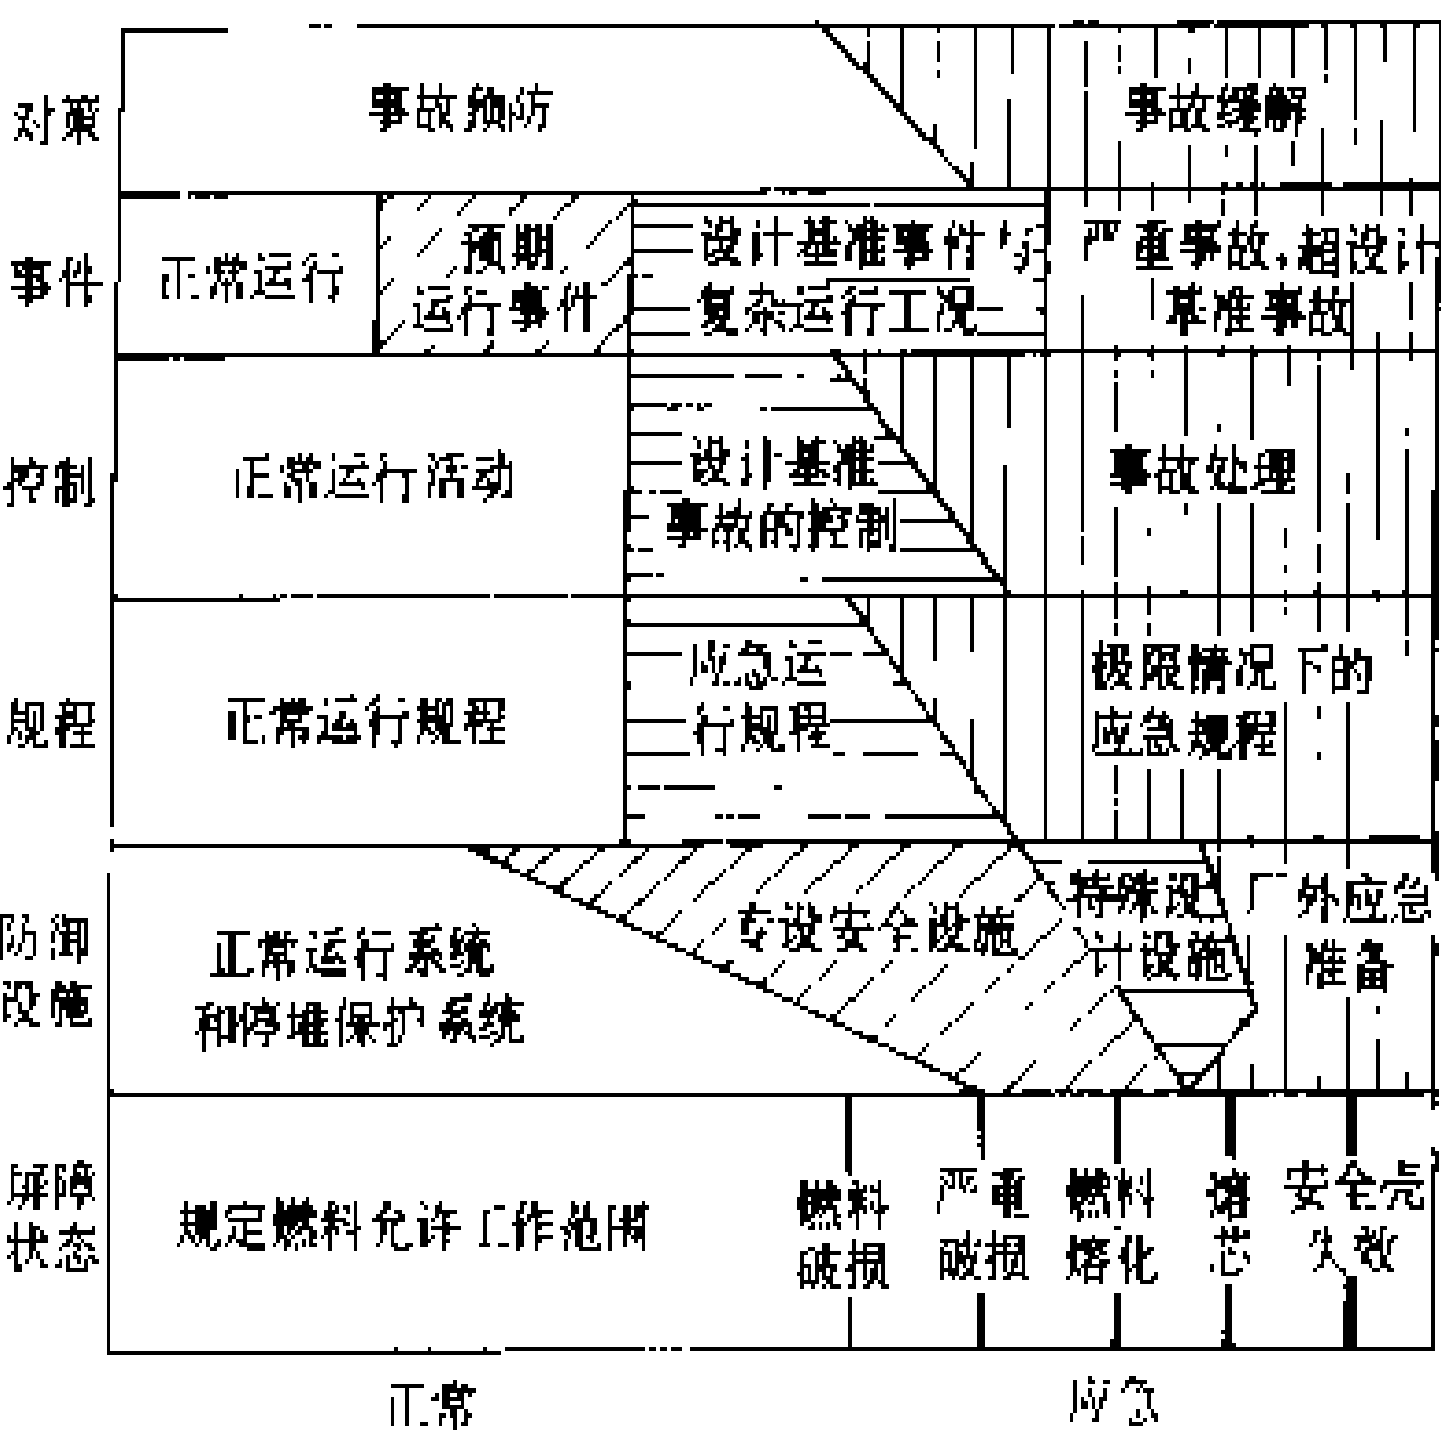 对策
事故预防
事故缓解
事件
正常运行
预期
运行事件
设计基准事件与
复杂运行工况
严重事故,超设计
基准事故
控制
正常运行活动
设计基准
事故的控制
事故处理
规程
正常运行规程
应急运
行规程
极限情况下的
应急规程
防御
设施
正常运行系统
和停堆保护系统
专设安全设施
特殊设
计设施
厂外应急
准备
屏障
状态
规定燃料允许工作范围
燃料
破损
严重
破损
燃料
熔化
熔
芯
安全壳
失效
正常
应急